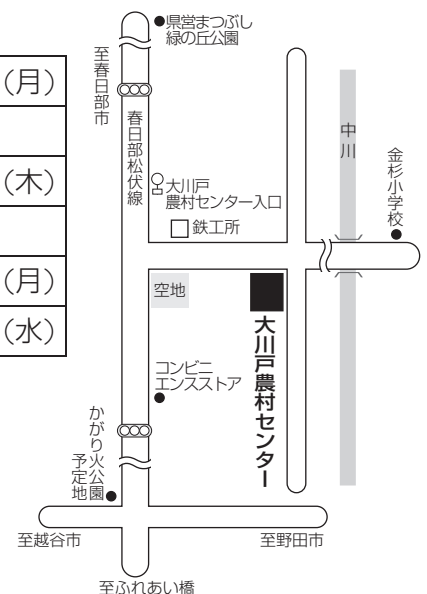 (月)
(木)
(月)
(水)
県営まつぶし
緑の丘公園
至春日部市
春日部松伏線
中川
金杉小学校
大川戸
農村センター入口
鉄工所
空地
大川戸農村センター
コンビニ
エンスストア
かがり火公園
予定地
至越谷市
至野田市
至ふれあい橋